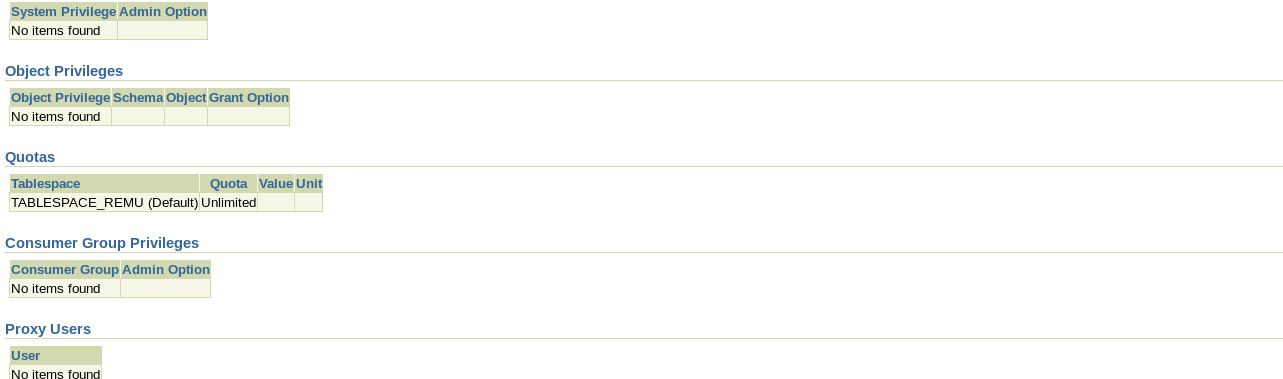 System Privilege Admin Option
No items found
Object Privileges
Object Privilege Schema Object Grant Option
No items found
Quotas
Tablespace Quota Value Unit
TABLESPACE_REMU (Default) Unlimited
Consumer Group Privileges
Consumer Group Admin Option
No items found
Proxy Users
User
No items found